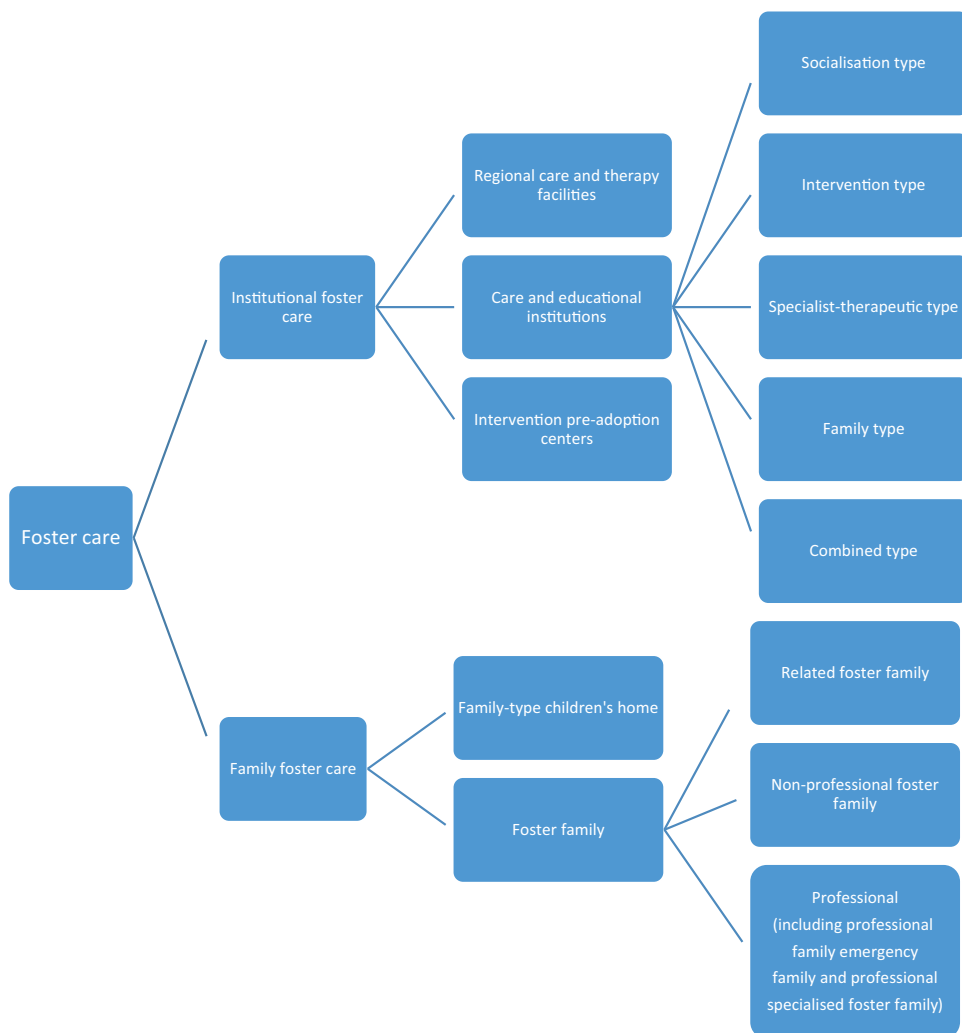 Foster care
Institutional foster
care
Regional care and therapy
facilities
Care and educational
institutions
Socialisation type
Intervention type
Specialist-therapeutic type
Family type
Combined type
Intervention pre-adoption
centers
Family foster care
Family-type children's home
Foster family
Related foster family
Non-professional foster
family
Professional
(including professional
family emergency
family and professional
specialised foster family)